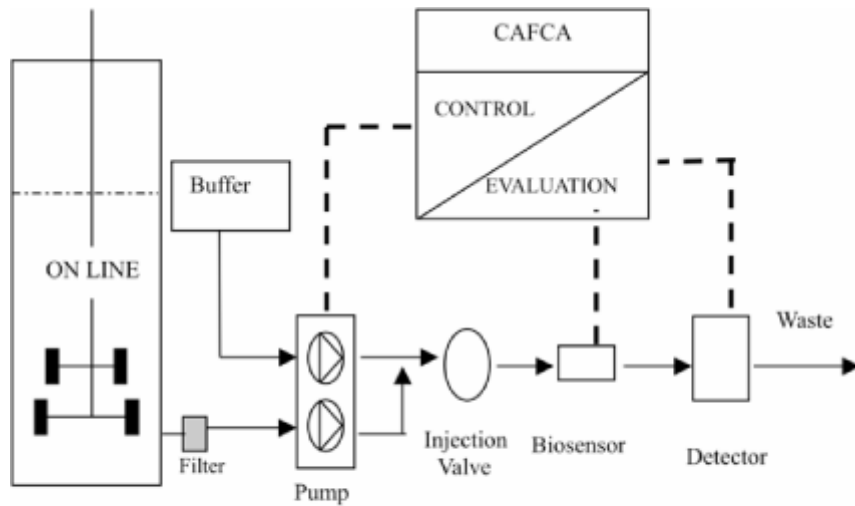 CAFCA
CONTROL
EVALUATION
Buffer
ON LINE
Waste
Filter
Pump
Injection
Valve
Biosensor
Detector